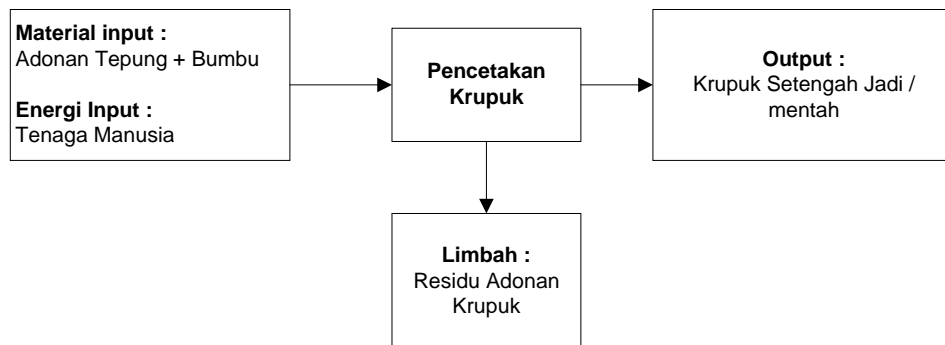 Material input :
Adonan Tepung + Bumbu
Energi Input :
Tenaga Manusia
Pencetakan
Krupuk
Output :
Krupuk Setengah Jadi /
mentah
Limbah :
Residu Adonan
Krupuk